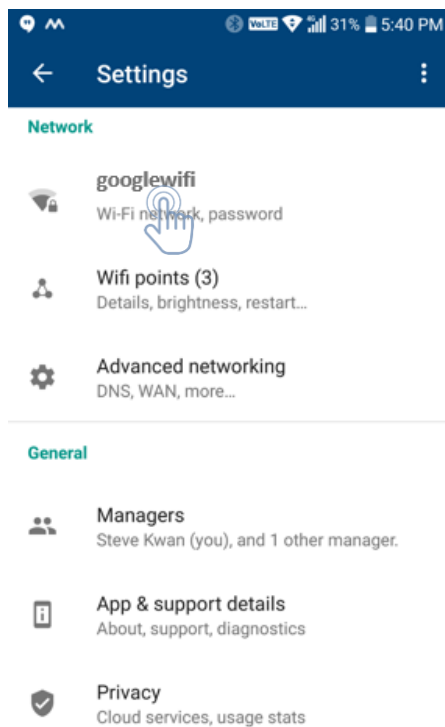 VoLTE 31% 5:40 PM
Settings
Network
googlewifi
Wi-Fi network, password
Wifi points (3)
Details, brightness, restart...
Advanced networking
DNS, WAN, more...
General
Managers
Steve Kwan (you), and 1 other manager.
App & support details
About, support, diagnostics
Privacy
Cloud services, usage stats